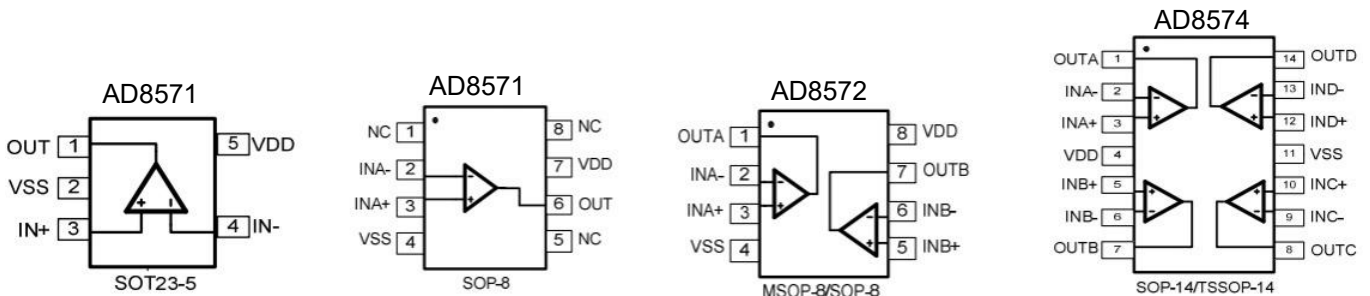 AD8571
OUT 1
5 VDD
VSS 2
IN+ 3
4 IN-
+ -
SOT23-5
AD8571
NC 1
8 NC
INA- 2
7 VDD
INA+ 3
6 OUT
VSS 4
5 NC
-
+
SOP-8
AD8572
OUTA 1
8 VDD
INA- 2
7 OUTB
INA+ 3
6 INB-
VSS 4
5 INB+
-
+
-
+
MSOP-8/SOP-8
AD8574
OUTA 1
14 OUTD
INA- 2
13 IND-
INA+ 3
12 IND+
VDD 4
11 VSS
INB+ 5
10 INC+
INB- 6
9 INC-
OUTB 7
8 OUTC
- -
+ +
+ +
- -
SOP-14/TSSOP-14